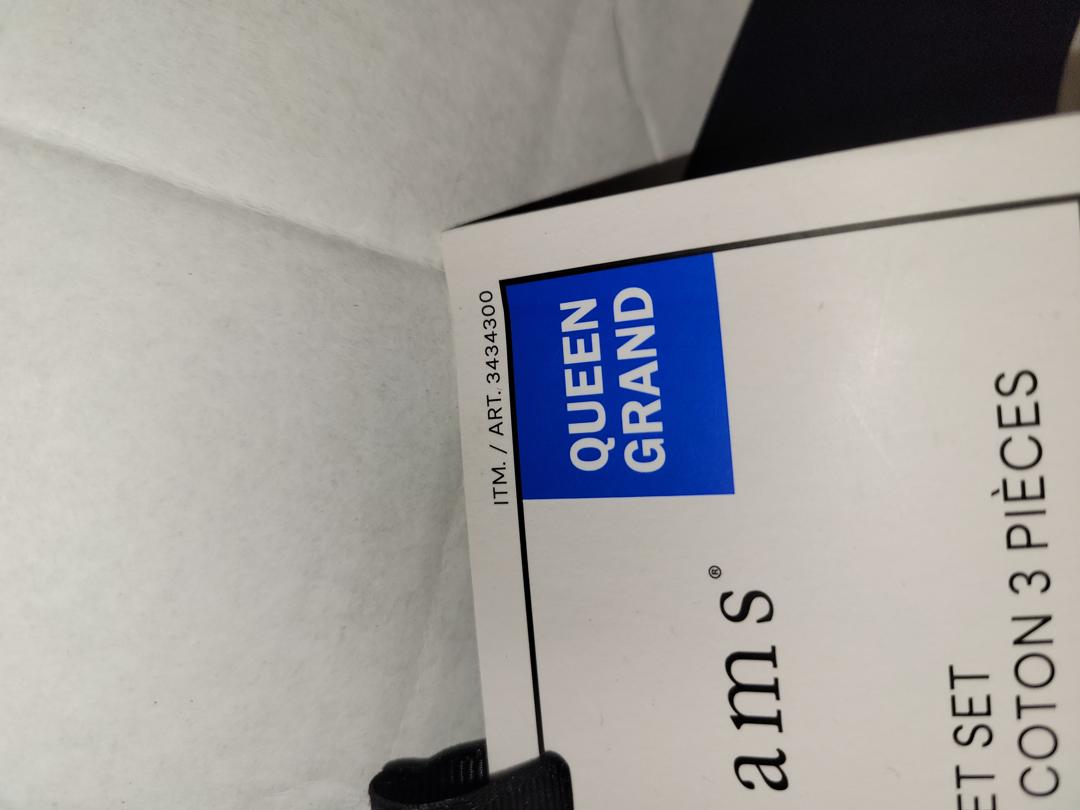 ITM. / ART. 3434300
QUEEN
GRAND
ams®
ET SET
COTON 3 PIÈCES